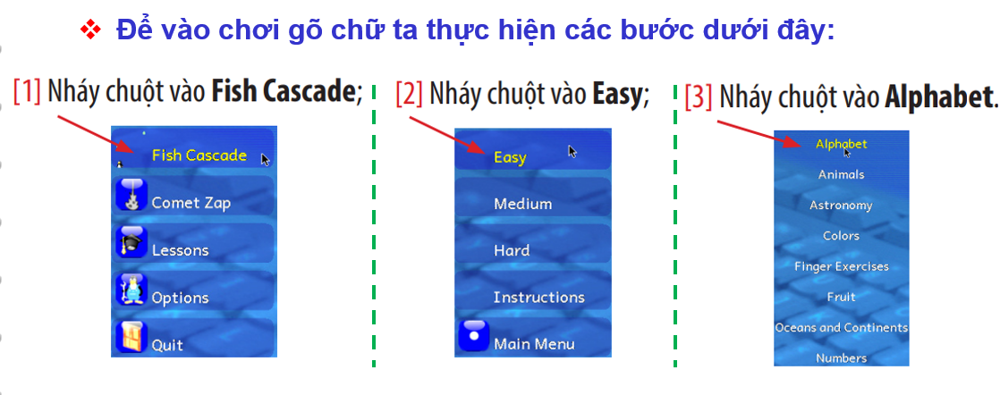 ❖ Để vào chơi gõ chữ ta thực hiện các bước dưới đây:
[1] Nháy chuột vào Fish Cascade;
Fish Cascade
Comet Zap
Lessons
Options
Quit
[2] Nháy chuột vào Easy;
Easy
Medium
Hard
Instructions
Main Menu
[3] Nháy chuột vào Alphabet.
Alphabet
Animals
Astronomy
Colors
Finger Exercises
Fruit
Oceans and Continents
Numbers